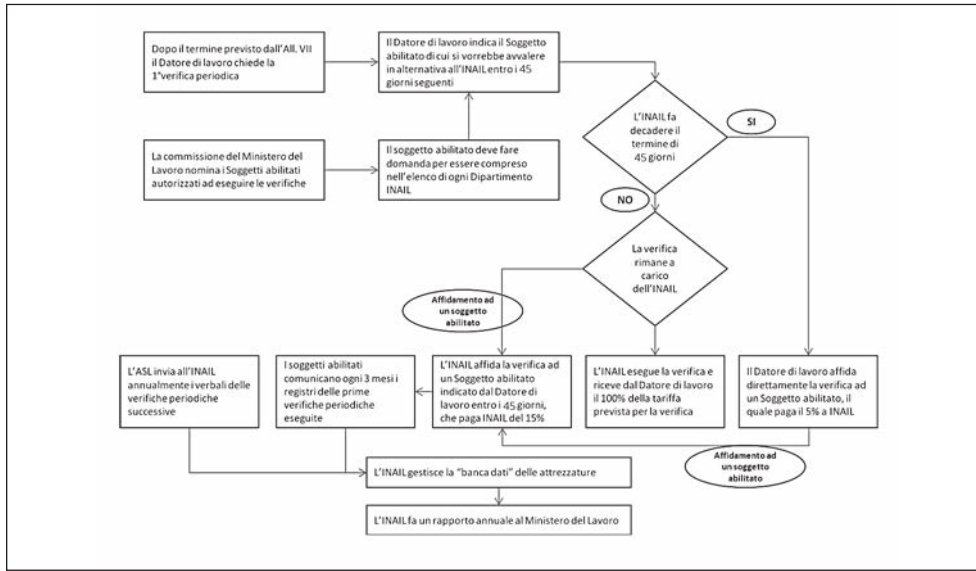 Dopo il termine previsto dall'All. VII
il Datore di lavoro chiede la
1°verifica periodica
Il Datore di lavoro indica il Soggetto
abilitato di cui si vorrebbe avvalere
in alternativa all'INAIL entro i 45
giorni seguenti
L'INAIL fa
decadere il
termine di
45 giorni
SI
La commissione del Ministero del
Lavoro nomina i Soggetti abilitati
autorizzati ad eseguire le verifiche
Il soggetto abilitato deve fare
domanda per essere compreso
nell'elenco di ogni Dipartimento
INAIL
NO
La verifica
rimane a
carico
dell'INAIL
Affidamento ad
un soggetto
abilitato
L'ASL invia all'INAIL
annualmente i verbali delle
verifiche periodiche
successive
I soggetti abilitati
comunicano ogni 3 mesi i
registri delle prime
verifiche periodiche
eseguite
L'INAIL affida la verifica ad
un Soggetto abilitato
indicato dal Datore di
lavoro entro i 45 giorni,
che paga INAIL del 15%
L'INAIL esegue la verifica e
riceve dal Datore di lavoro
il 100% della tariffa
prevista per la verifica
Il Datore di lavoro affida
direttamente la verifica ad
un Soggetto abilitato, il
quale paga il 5% a INAIL
Affidamento ad
un soggetto
abilitato
L'INAIL gestisce la "banca dati" delle attrezzature
L'INAIL fa un rapporto annuale al Ministero del Lavoro